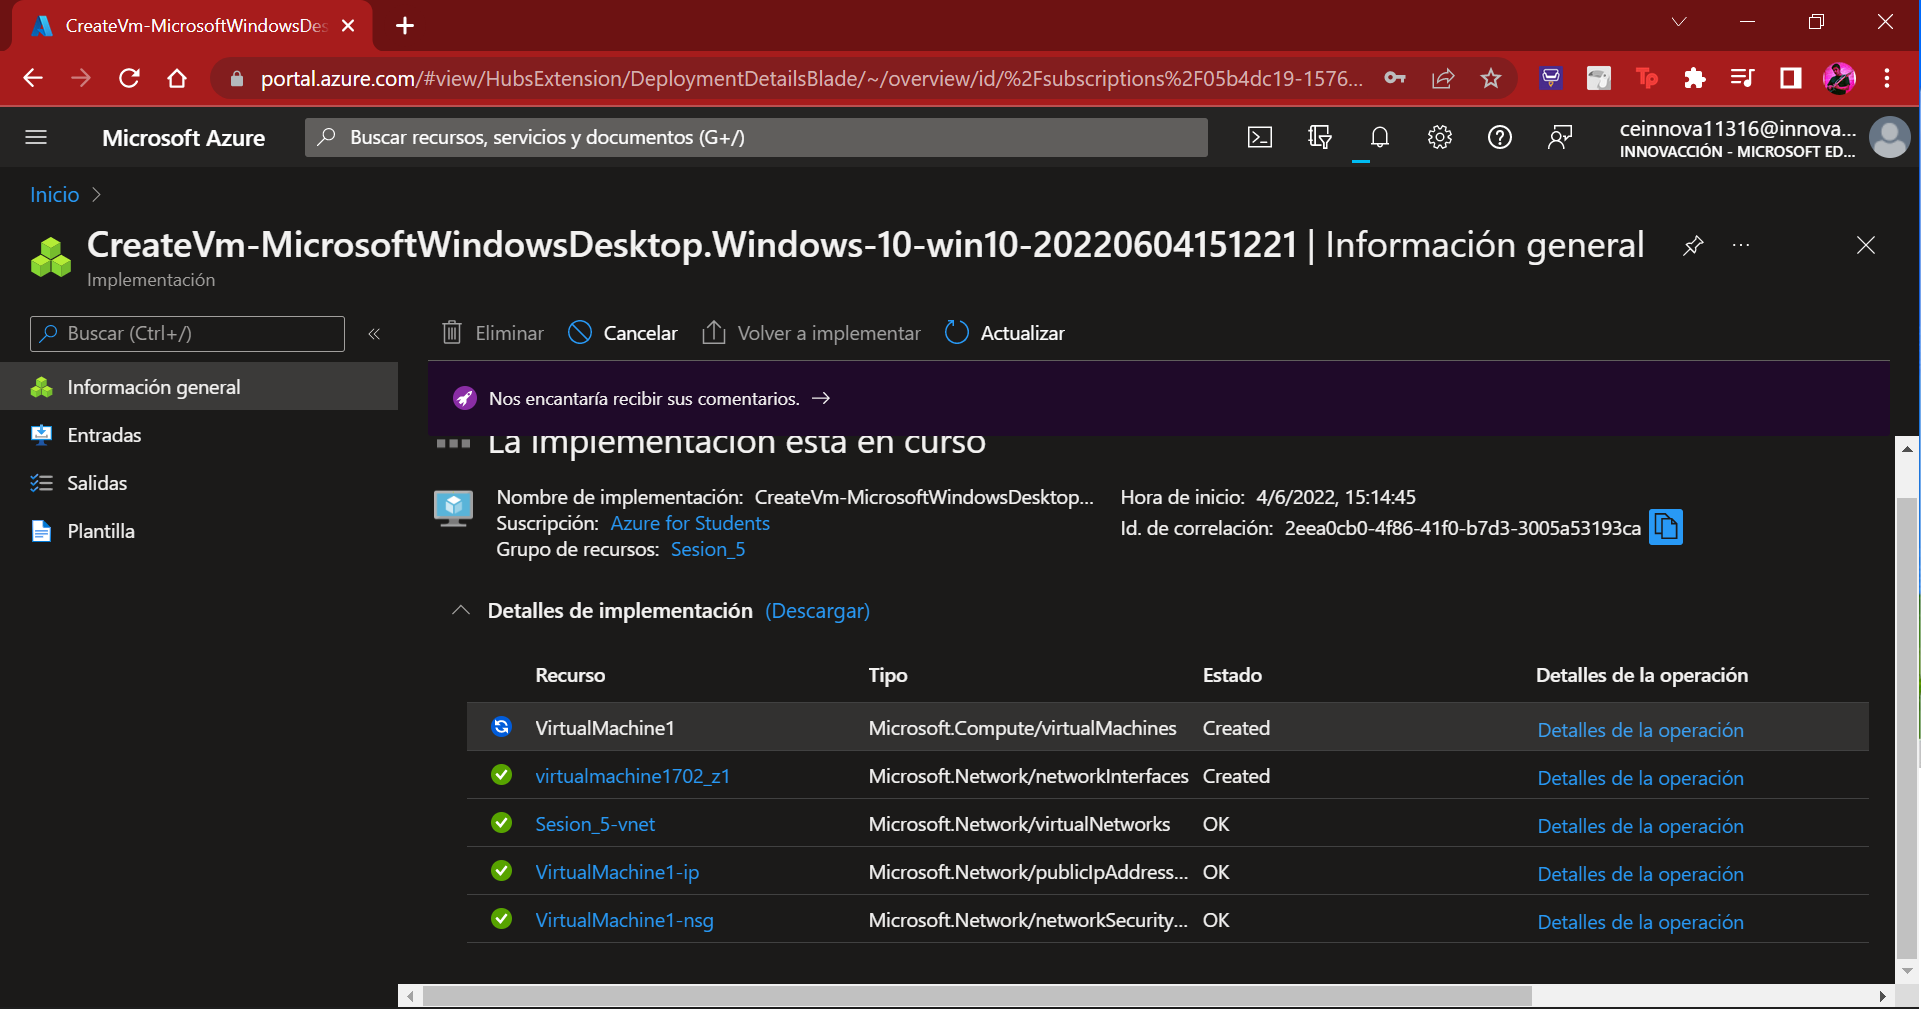 CreateVm-MicrosoftWindowsDes
portal.azure.com/#view/HubsExtension/DeploymentDetailsBlade/~/overview/id/%2Fsubscriptions%2F05b4dc19-1576...
Microsoft Azure
Buscar recursos, servicios y documentos (G+/)
ceinnova11316@innova...
INNOVACCIÓN - MICROSOFT ED...
Inicio
CreateVm-MicrosoftWindowsDesktop.Windows-10-win10-20220604151221 | Información general
Implementación
Buscar (Ctrl+/)
«
Eliminar
Cancelar
Volver a implementar
Actualizar
Información general
Entradas
Salidas
Plantilla
Nos encantaría recibir sus comentarios. →
La implementación está en curso
Nombre de implementación: CreateVm-MicrosoftWindowsDesktop...
Suscripción: Azure for Students
Grupo de recursos: Sesion_5
Hora de inicio: 4/6/2022, 15:14:45
Id. de correlación: 2eea0cb0-4f86-41f0-b7d3-3005a53193ca
Detalles de implementación (Descargar)
Recurso Tipo Estado Detalles de la operación
VirtualMachine1 Microsoft.Compute/virtualMachines Created Detalles de la operación
virtualmachine1702_z1 Microsoft.Network/networkInterfaces Created Detalles de la operación
Sesion_5-vnet Microsoft.Network/virtualNetworks OK Detalles de la operación
VirtualMachine1-ip Microsoft.Network/publicIpAddress... OK Detalles de la operación
VirtualMachine1-nsg Microsoft.Network/networkSecurity... OK Detalles de la operación